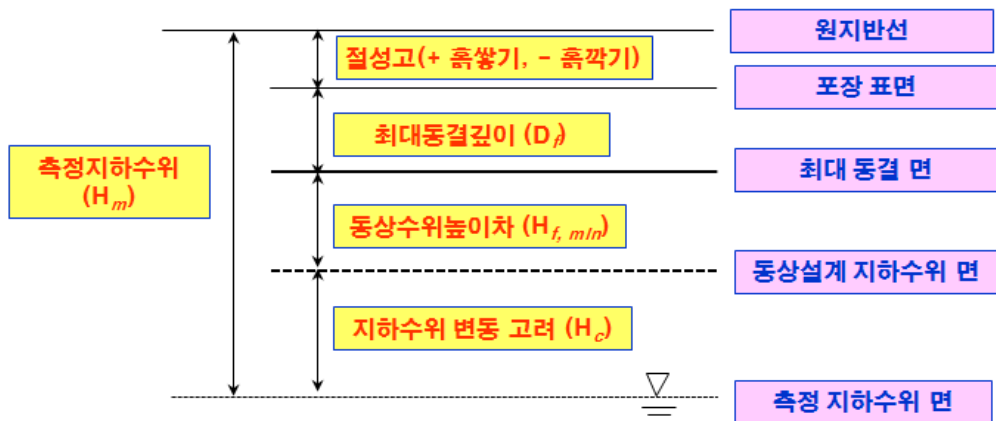 원지반선
절성고(+ 흙쌓기, - 흙깍기)
포장 표면
최대동결깊이 (Df)
측정지하수위
(Hm)
최대 동결 면
동상수위높이차 (Hf, min)
동상설계 지하수위 면
지하수위 변동 고려 (Hc)
측정 지하수위 면